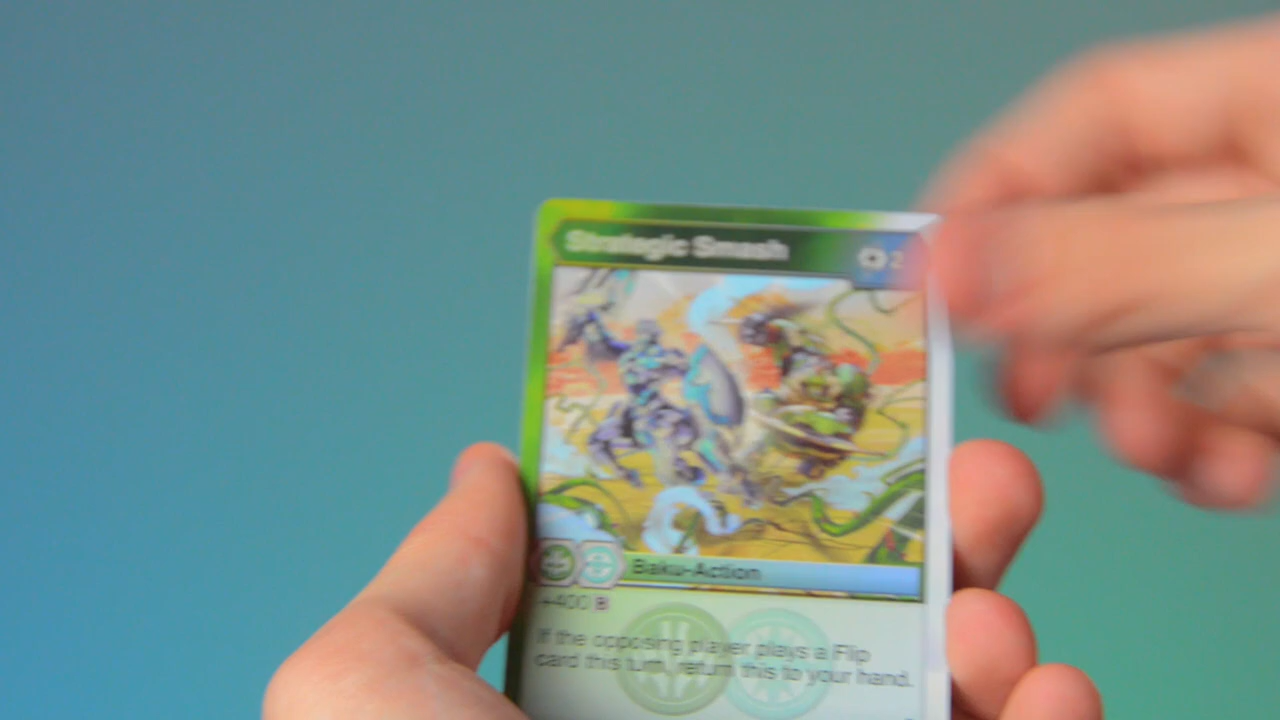 Strategic Smash 2
Baku-Action
+400 B
If the opposing player plays a Flip
card this turn, return this to your hand.